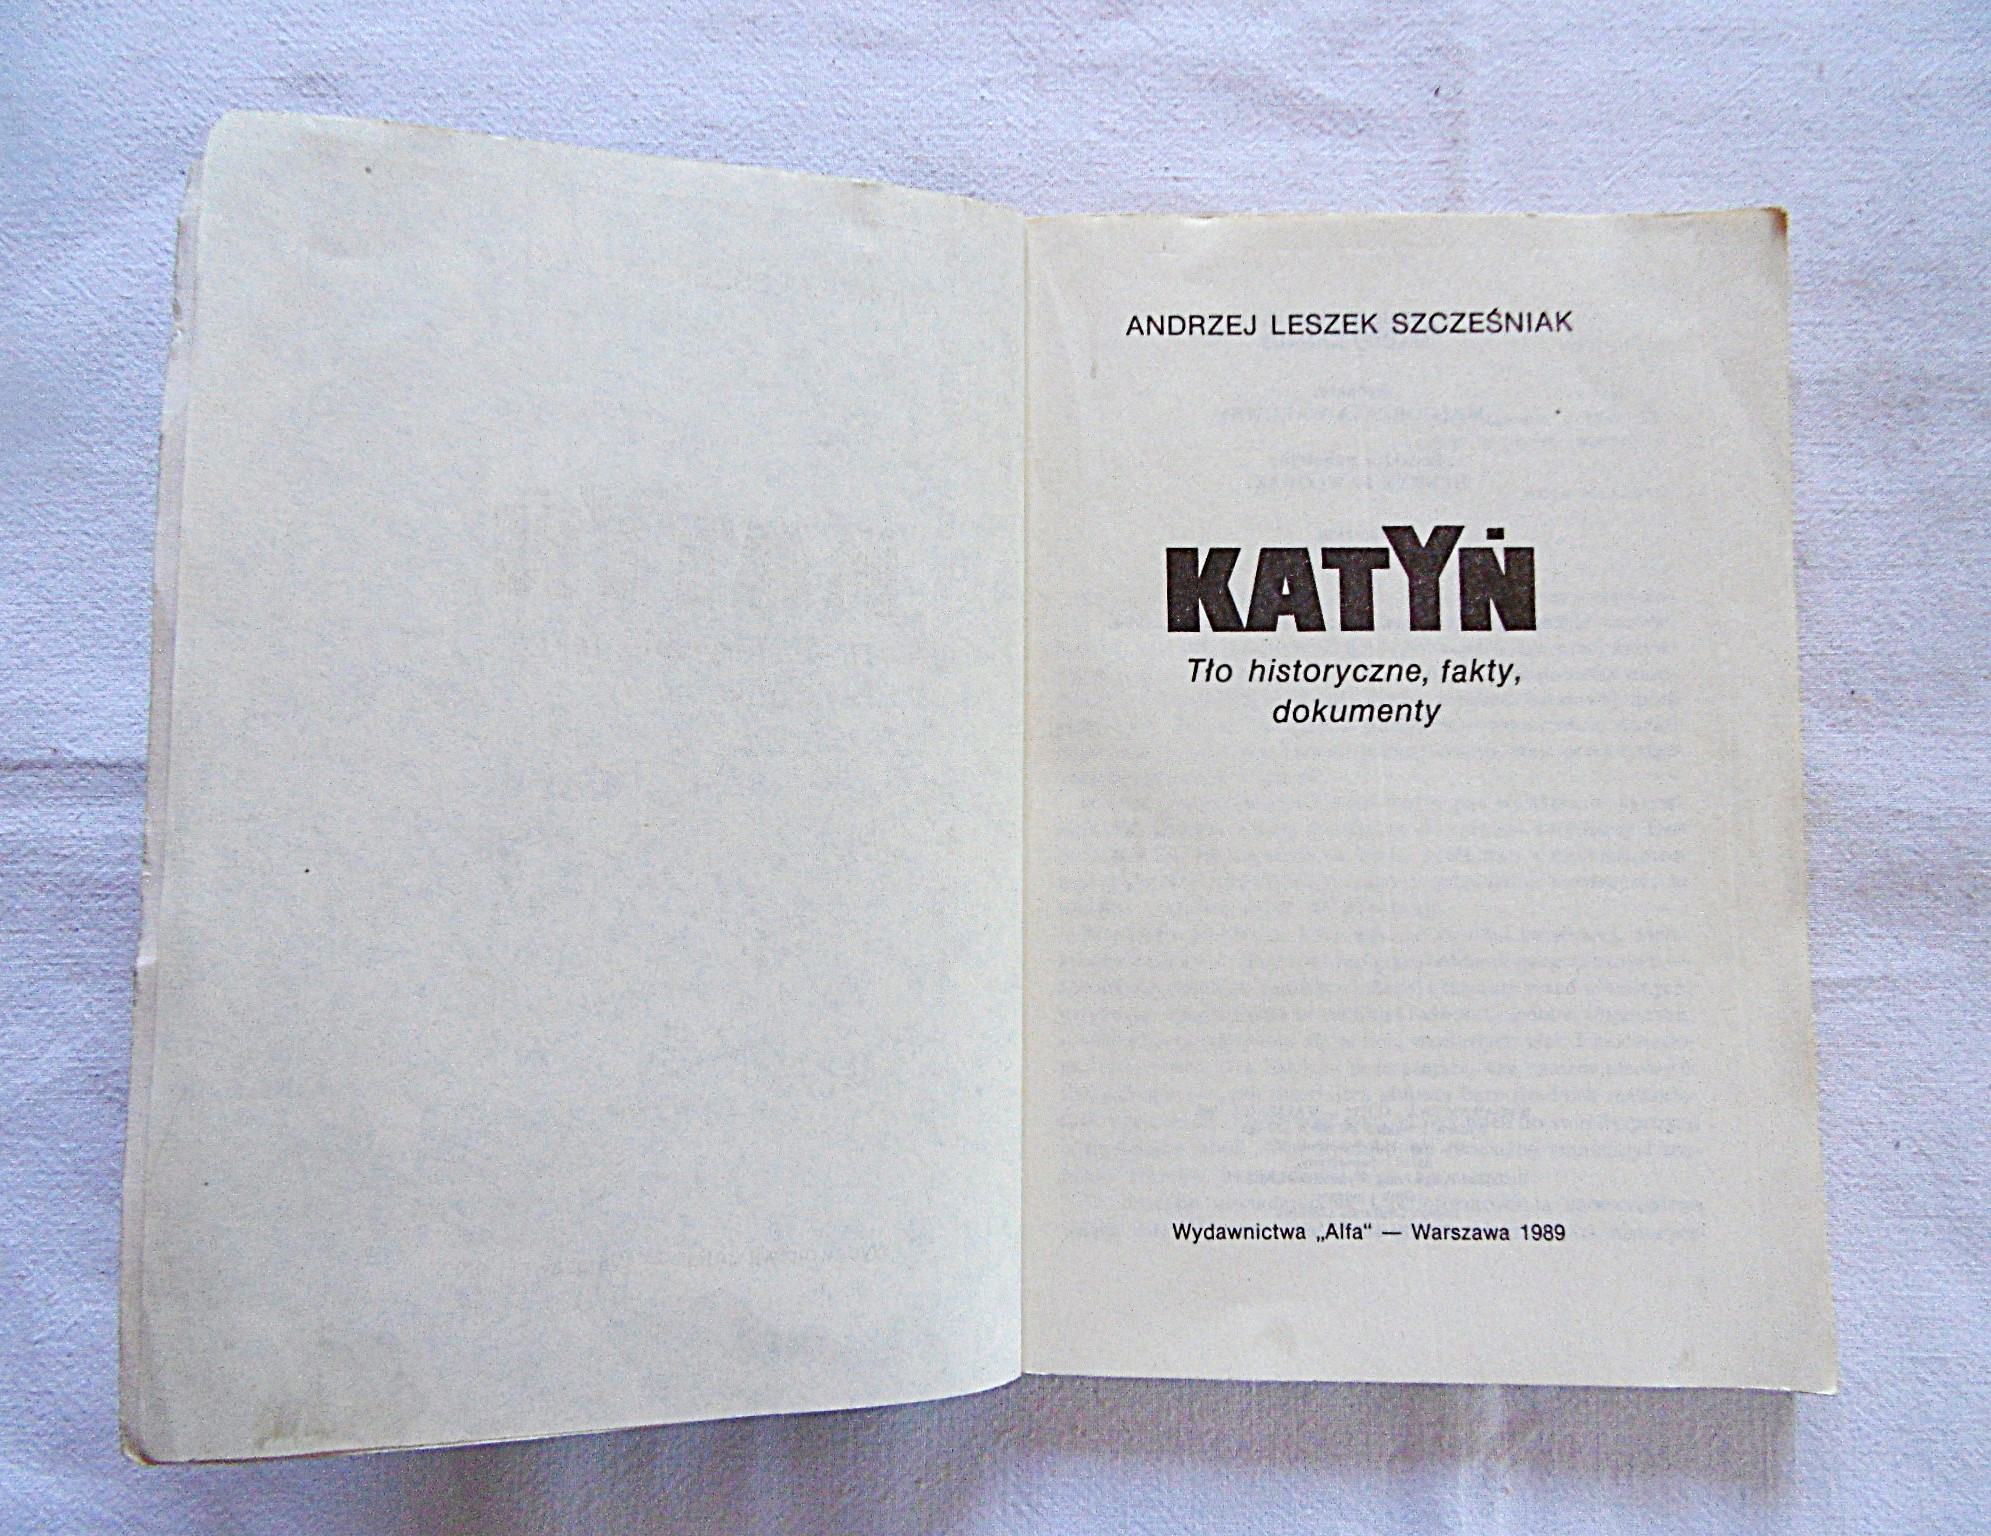 ANDRZEJ LESZEK SZCZEŚNIAK
KATYŃ
Tło historyczne, fakty,
dokumenty
Wydawnictwa „Alfa“ — Warszawa 1989